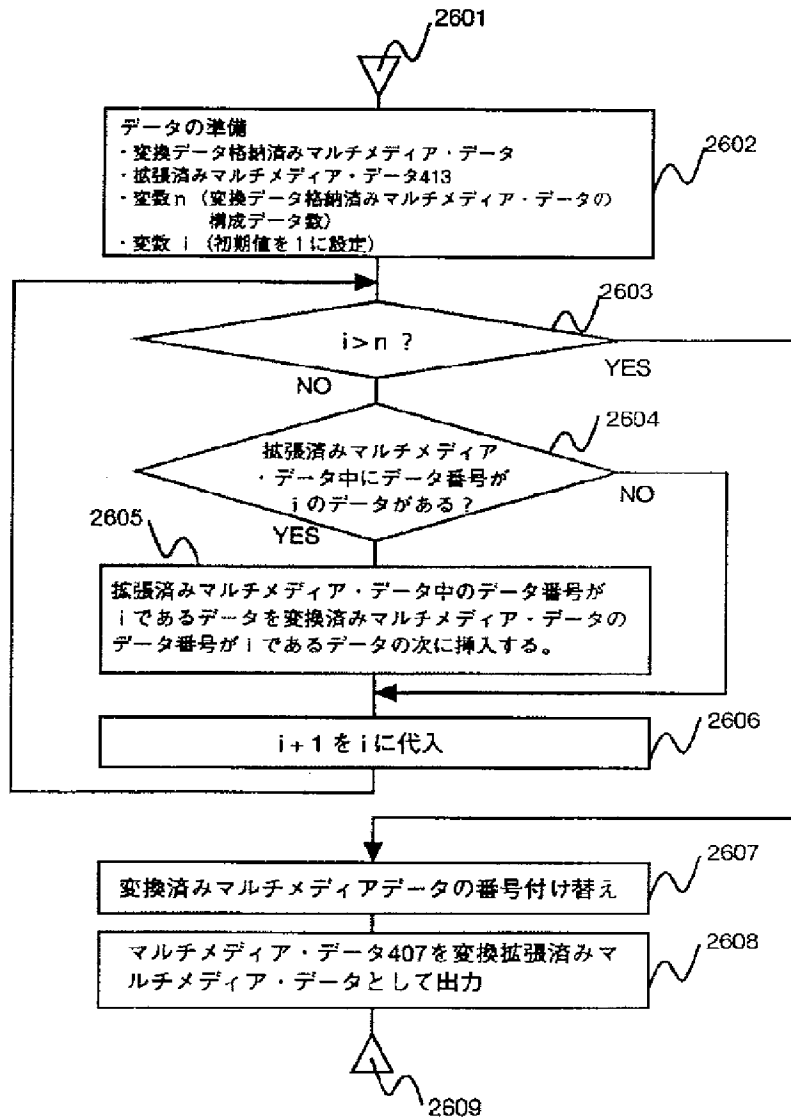 2601
データの準備
・変換データ格納済みマルチメディア・データ
・拡張済みマルチメディア・データ413
・変数n（変換データ格納済みマルチメディア・データの
構成データ数）
・変数 i （初期値を1に設定）
2602
2603
i>n ?
NO
YES
2604
拡張済みマルチメディア
・データ中にデータ番号が
iのデータがある?
NO
YES
2605
拡張済みマルチメディア・データ中のデータ番号が
iであるデータを変換済みマルチメディア・データの
データ番号がiであるデータの次に挿入する。
2606
i+1をiに代入
2607
変換済みマルチメディアデータの番号付け替え
2608
マルチメディア・データ407を変換拡張済みマ
ルチメディア・データとして出力
2609